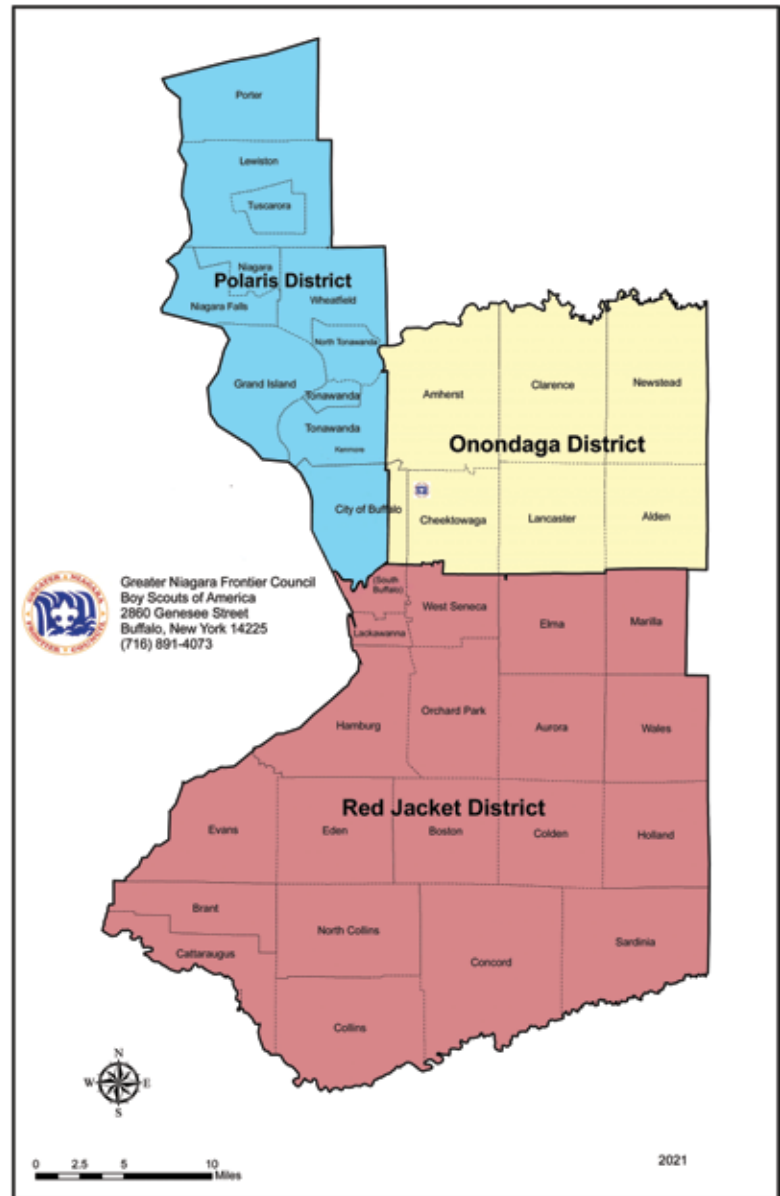 Porter
Lewiston
Tuscarora
Niagara
Polaris District
Wheatfield
Niagara Falls
North Tonawanda
Grand Island
Tonawanda
Tonawanda
Kenmore
City of Buffalo
Amherst
Clarence
Newstead
Onondaga District
Cheektowaga
Lancaster
Alden
GREATER NIAGARA
FRONTIER COUNCIL
Greater Niagara Frontier Council
Boy Scouts of America
2860 Genesee Street
Buffalo, New York 14225
(716) 891-4073
(South
Buffalo)
West Seneca
Lackawanna
Elma
Marilla
Hamburg
Orchard Park
Aurora
Wales
Red Jacket District
Evans
Eden
Boston
Colden
Holland
Brant
North Collins
Cattaraugus
Concord
Sardinia
Collins
N
W E
S
0 2.5 5 10
Miles
2021